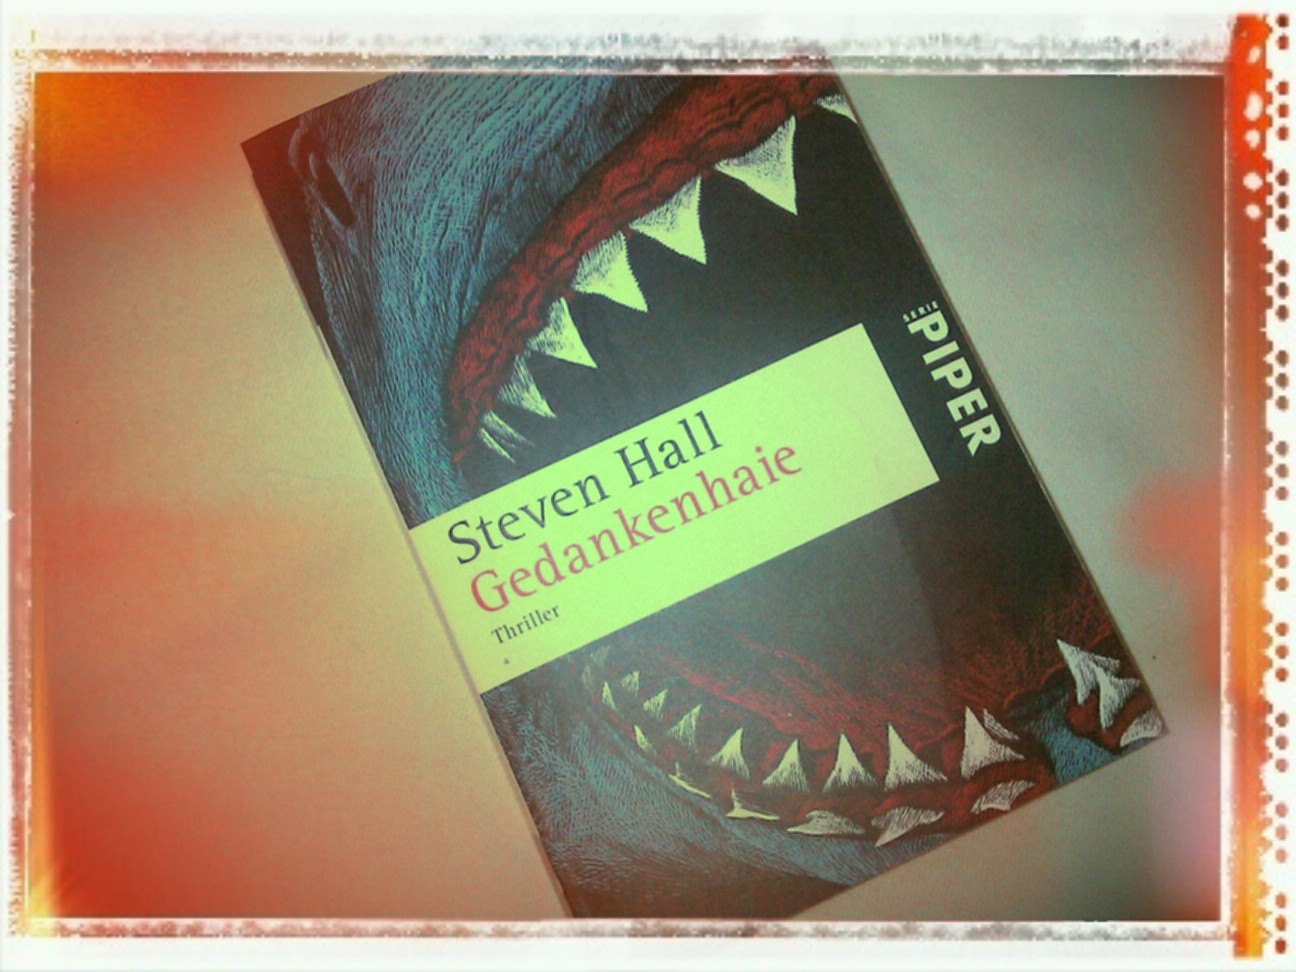 Steven Hall
Gedankenhaie
Thriller
SERIE
PIPER